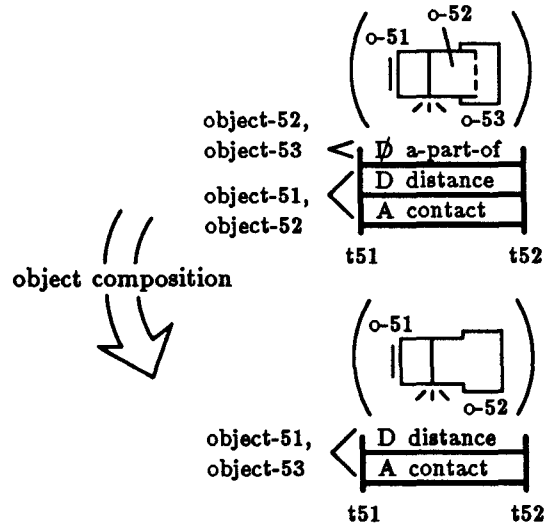 o-52
o-51
o-53
object-52,
object-53 < D̸ a-part-of
object-51, D distance
object-52 A contact
t51 t52
object composition
o-51
o-52
object-51, D distance
object-53 A contact
t51 t52